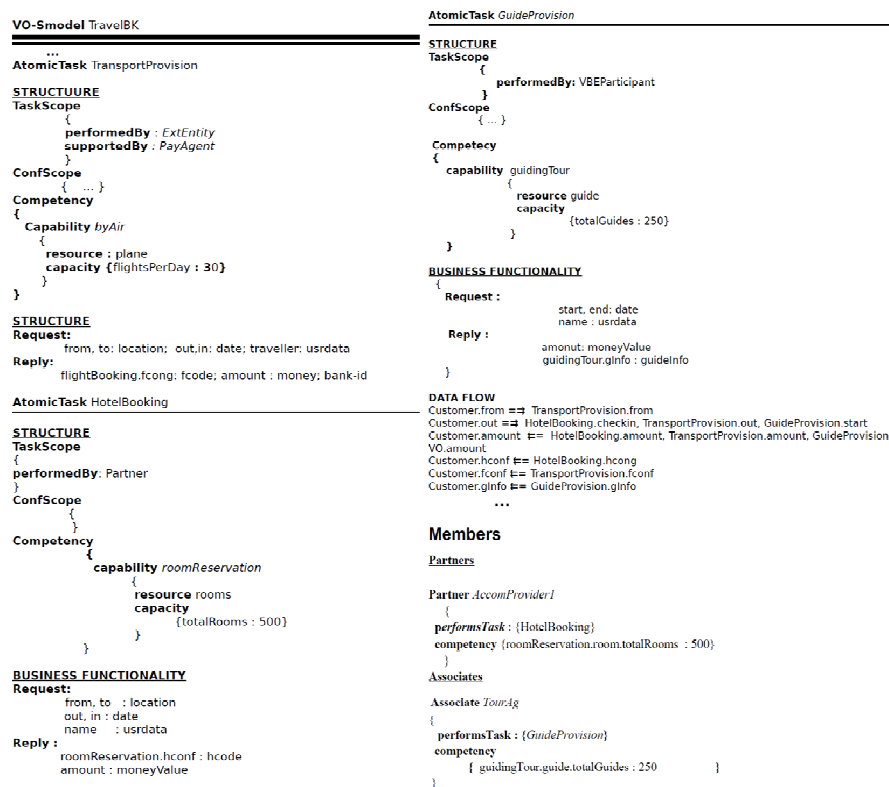 VO-Smodel TravelBK
...
AtomicTask TransportProvision
STRUCTUURE
TaskScope
{
performedBy : ExtEntity
supportedBy : PayAgent
}
ConfScope
{ ... }
Competency
{
Capability byAir
{
resource : plane
capacity {flightsPerDay : 30}
}
}
STRUCTURE
Request:
from, to: location; out,in: date; traveller: usrdata
Reply:
flightBooking.fcong: fcode; amount : money; bank-id
AtomicTask HotelBooking
STRUCTURE
TaskScope
{
performedBy: Partner
}
ConfScope
{
}
Competency
{
capability roomReservation
{
resource rooms
capacity
{totalRooms : 500}
}
}
BUSINESS FUNCTIONALITY
Request:
from, to : location
out, in : date
name : usrdata
Reply :
roomReservation.hconf : hcode
amount : moneyValue
AtomicTask GuideProvision
STRUCTURE
TaskScope
{
performedBy: VBEParticipant
}
ConfScope
{ ... }
Competecy
{
capability guidingTour
{
resource guide
capacity
{totalGuides : 250}
}
}
BUSINESS FUNCTIONALITY
{
Request :
start, end: date
name : usrdata
Reply :
amonut: moneyValue
guidingTour.gInfo : guideInfo
}
DATA FLOW
Customer.from ==⇉ TransportProvision.from
Customer.out ==⇉ HotelBooking.checkin, TransportProvision.out, GuideProvision.start
Customer.amount ⇇== HotelBooking.amount, TransportProvision.amount, GuideProvision
VO.amount
Customer.hconf ⇇== HotelBooking.hcong
Customer.fconf ⇇== TransportProvision.fconf
Customer.gInfo ⇇== GuideProvision.gInfo
...
Members
Partners
Partner AccomProvider1
{
performsTask : {HotelBooking}
competency {roomReservation.room.totalRooms : 500}
}
Associates
Associate TourAg
{
performsTask : {GuideProvision}
competency
{ guidingTour.guide.totalGuides : 250 }
}